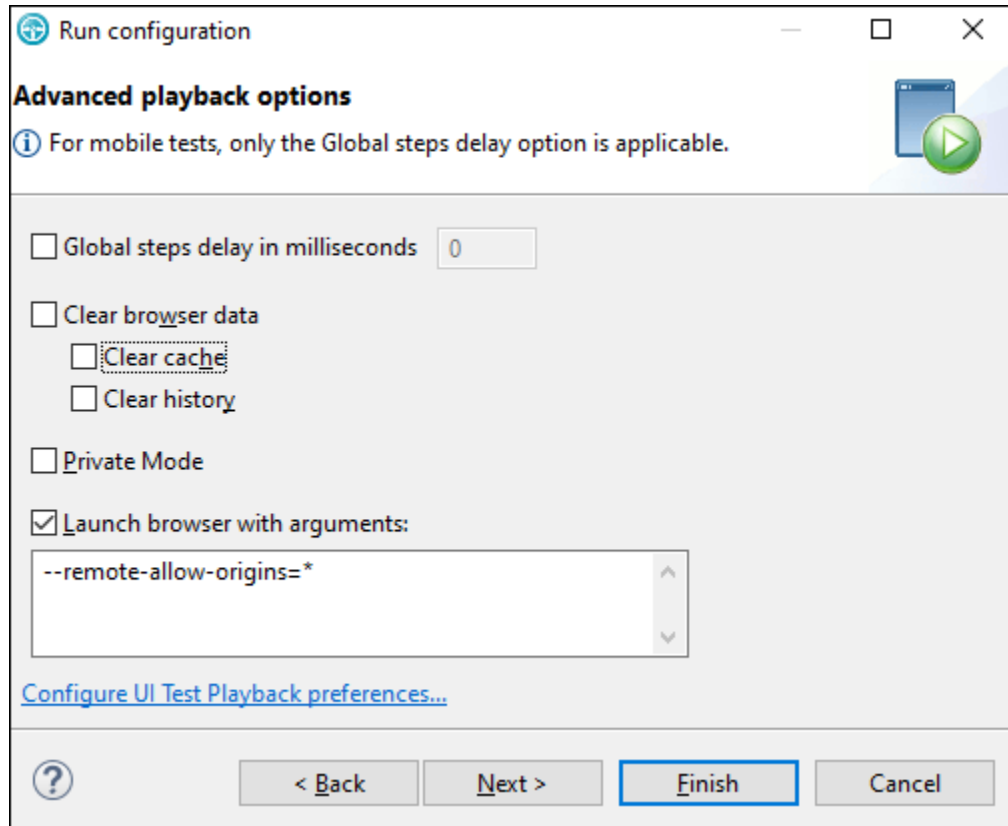 Run configuration
Advanced playback options
For mobile tests, only the Global steps delay option is applicable.
Global steps delay in milliseconds 0
Clear browser data
Clear cache
Clear history
Private Mode
Launch browser with arguments:
--remote-allow-origins=*
Configure UI Test Playback preferences...
? < Back Next > Finish Cancel